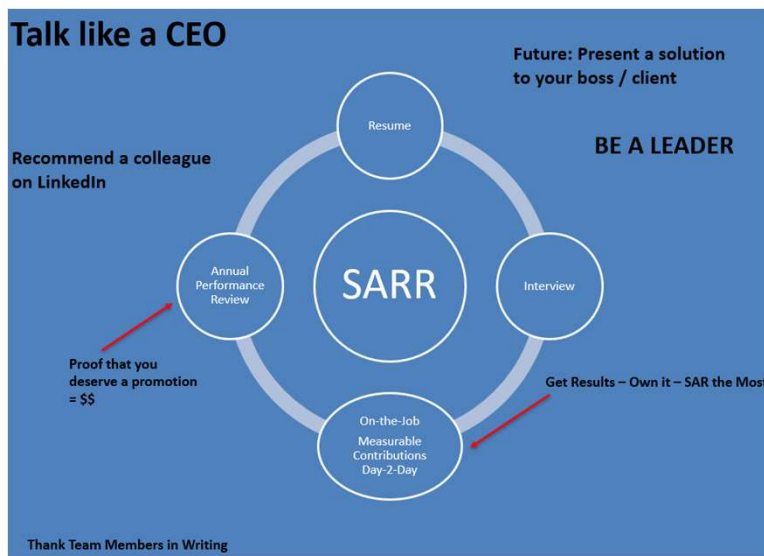 Talk like a CEO
Future: Present a solution
to your boss / client
Resume
BE A LEADER
Recommend a colleague
on LinkedIn
Annual
Performance
Review
SARR
Interview
Proof that you
deserve a promotion
= $$
Get Results – Own it – SAR the Most
On-the-Job
Measurable
Contributions
Day-2-Day
Thank Team Members in Writing